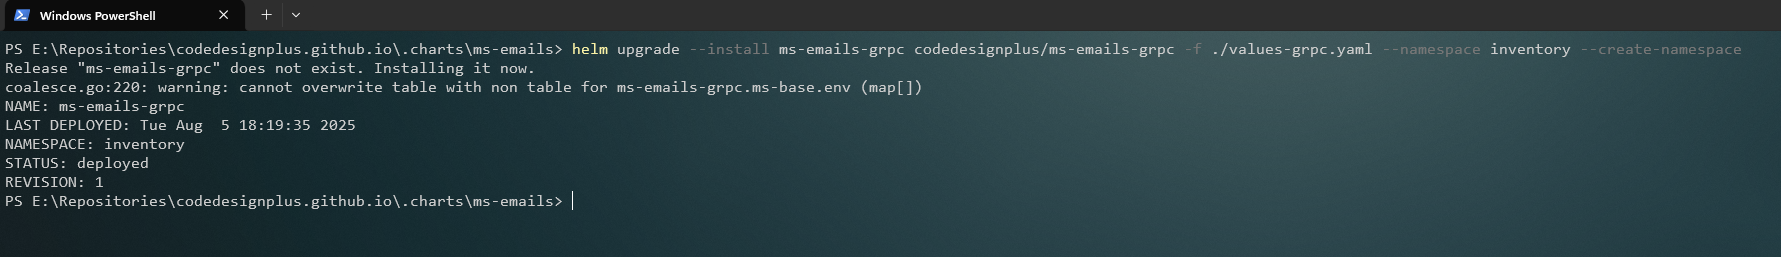 Windows PowerShell
PS E:\Repositories\codedesignplus.github.io\.charts\ms-emails> helm upgrade --install ms-emails-grpc codedesignplus/ms-emails-grpc -f ./values-grpc.yaml --namespace inventory --create-namespace
Release "ms-emails-grpc" does not exist. Installing it now.
coalesce.go:220: warning: cannot overwrite table with non table for ms-emails-grpc.ms-base.env (map[])
NAME: ms-emails-grpc
LAST DEPLOYED: Tue Aug  5 18:19:35 2025
NAMESPACE: inventory
STATUS: deployed
REVISION: 1
PS E:\Repositories\codedesignplus.github.io\.charts\ms-emails>